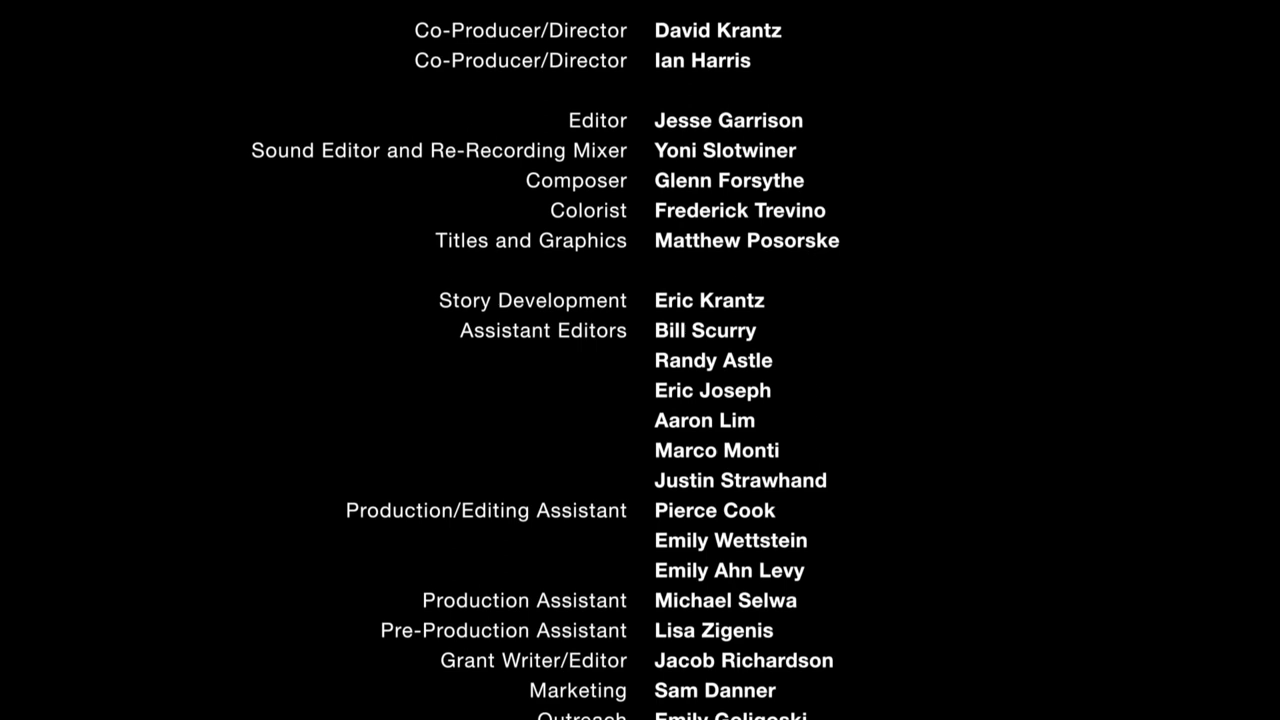 Co-Producer/Director David Krantz
Co-Producer/Director Ian Harris
Editor Jesse Garrison
Sound Editor and Re-Recording Mixer Yoni Slotwiner
Composer Glenn Forsythe
Colorist Frederick Trevino
Titles and Graphics Matthew Posorske
Story Development Eric Krantz
Assistant Editors Bill Scurry
Randy Astle
Eric Joseph
Aaron Lim
Marco Monti
Justin Strawhand
Production/Editing Assistant Pierce Cook
Emily Wettstein
Emily Ahn Levy
Production Assistant Michael Selwa
Pre-Production Assistant Lisa Zigenis
Grant Writer/Editor Jacob Richardson
Marketing Sam Danner
Outreach Emily Goligoski